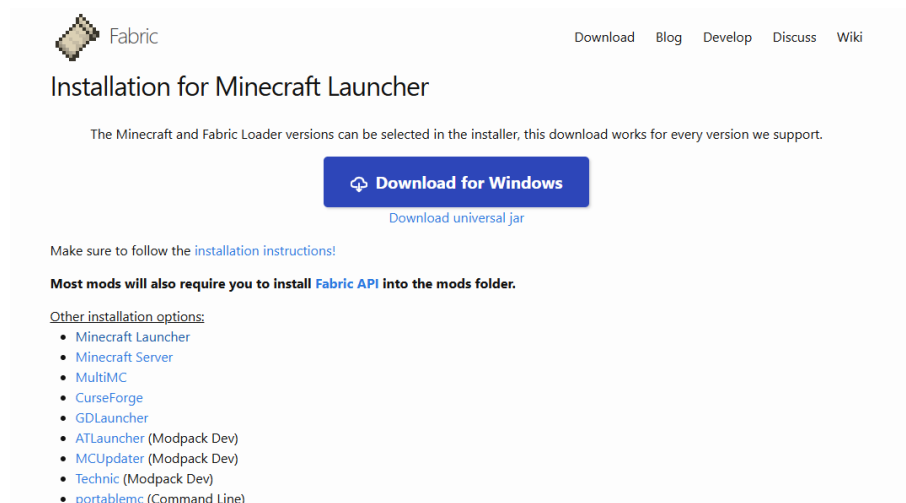 Fabric
Download Blog Develop Discuss Wiki
Installation for Minecraft Launcher
The Minecraft and Fabric Loader versions can be selected in the installer, this download works for every version we support.
Download for Windows
Download universal jar
Make sure to follow the installation instructions!
Most mods will also require you to install Fabric API into the mods folder.
Other installation options:
Minecraft Launcher
Minecraft Server
MultiMC
CurseForge
GDLauncher
ATLauncher (Modpack Dev)
MCUpdater (Modpack Dev)
Technic (Modpack Dev)
portablemc (Command Line)